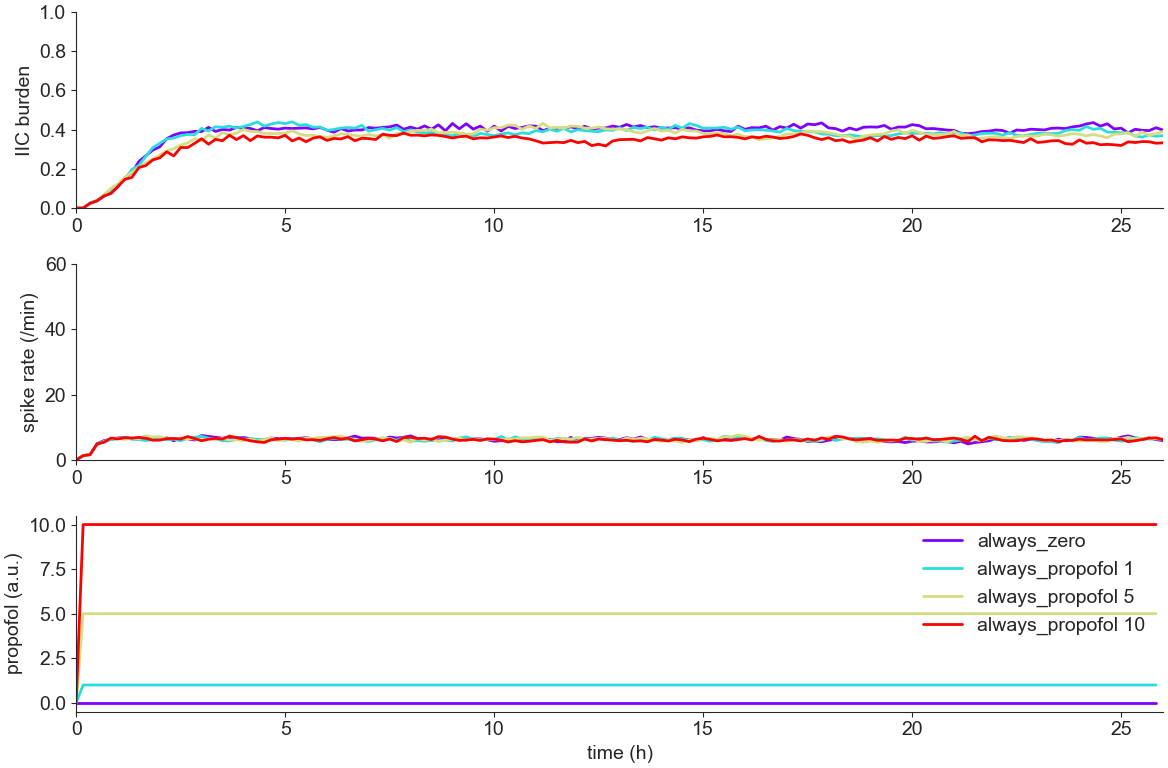 1.0
0.8
0.6
0.4
0.2
0.0
IIC burden
0 5 10 15 20 25
60
40
20
0
spike rate (/min)
0 5 10 15 20 25
10.0
7.5
5.0
2.5
0.0
propofol (a.u.)
always_zero
always_propofol 1
always_propofol 5
always_propofol 10
0 5 10 15 20 25
time (h)